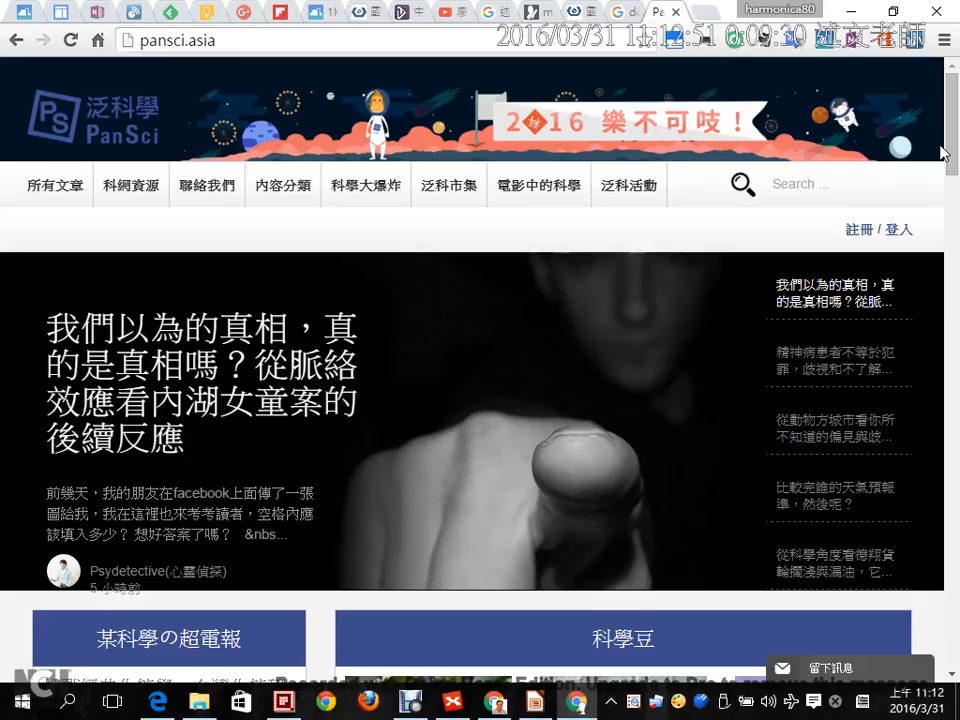 harmonica80
pansci.asia
2016/03/31 11:12:51 0:09:30
PS 泛科學
PanSci
2016 樂不可吱！
所有文章 科網資源 聯絡我們 內容分類 科學大爆炸 泛科市集 電影中的科學 泛科活動 Search ...
註冊 / 登入
我們以為的真相，真
的是真相嗎？從脈絡
效應看內湖女童案的
後續反應
前幾天，我的朋友在facebook上面傳了一張
圖給我，我在這裡也來考考讀者，空格內應
該填入多少？ 想好答案了嗎？ &nbs...
Psydetective(心靈偵探)
5 小時前
我們以為的真相，真
的是真相嗎？從脈...
精神病患者不等於犯
罪，歧視和不了解...
從動物方城市看你所
不知道的偏見與歧...
比較完誰的天氣預報
準，然後呢？
從科學角度看德翔貨
輪擱淺與漏油，它...
某科學の超電報
科學豆
留下訊息
上午 11:12
2016/3/31